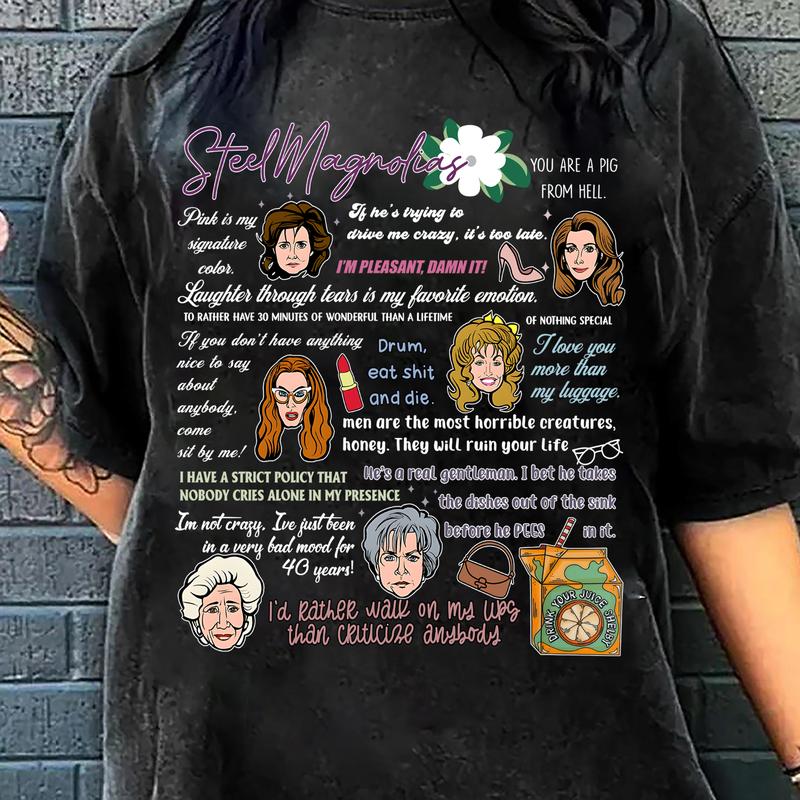 Steel Magnolias
YOU ARE A PIG
FROM HELL.
Pink is my
signature
color.
If he's trying to
drive me crazy, it's too late.
I'M PLEASANT, DAMN IT!
Laughter through tears is my favorite emotion.
TO RATHER HAVE 30 MINUTES OF WONDERFUL THAN A LIFETIME
OF NOTHING SPECIAL
If you don't have anything
nice to say
about
anybody,
come
sit by me!
Drum,
eat shit
and die.
I love you
more than
my luggage.
men are the most horrible creatures,
honey. They will ruin your life
I HAVE A STRICT POLICY THAT
NOBODY CRIES ALONE IN MY PRESENCE
He's a real gentleman. I bet he takes
the dishes out of the sink
before he PEES in it.
I'm not crazy, I've just been
in a very bad mood for
40 years!
I'd Rather walk on my lips
than criticize anybody
DRINK YOUR JUICE SHELBY